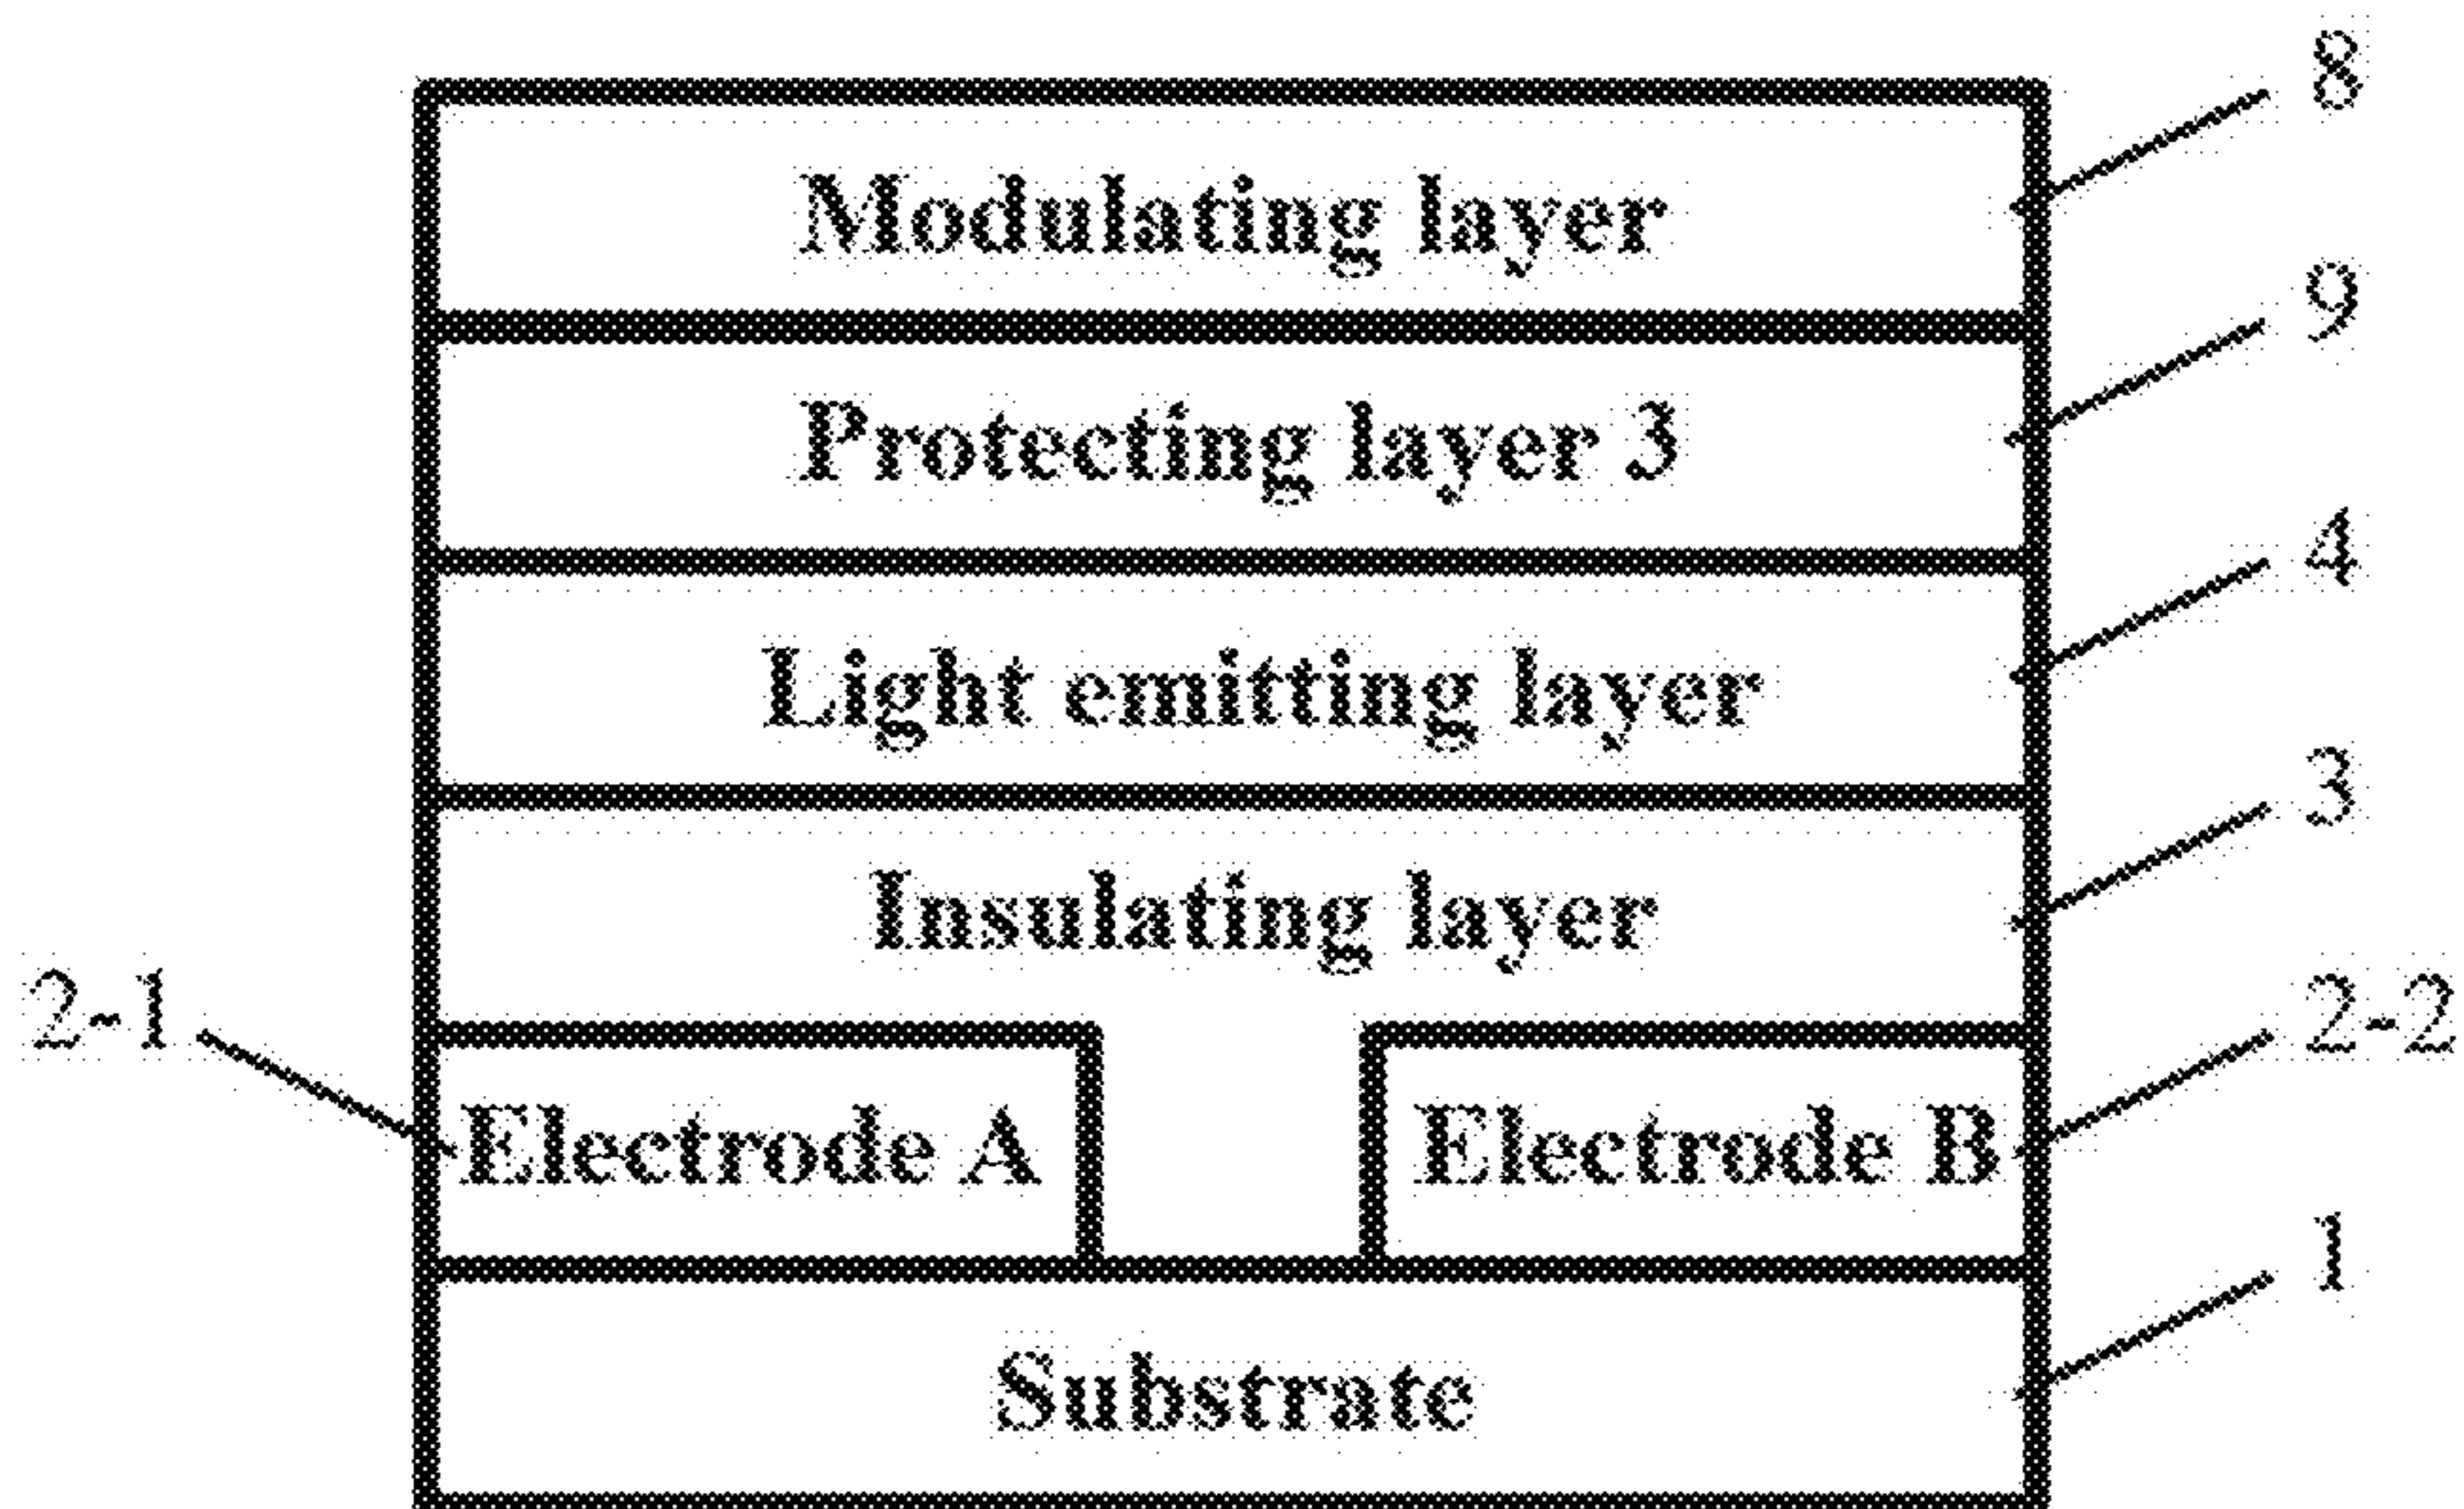 8
Modulating layer
9
Protecting layer 3
4
Light emitting layer
3
Insulating layer
2-1
2-2
Electrode A
Electrode B
1
Substrate